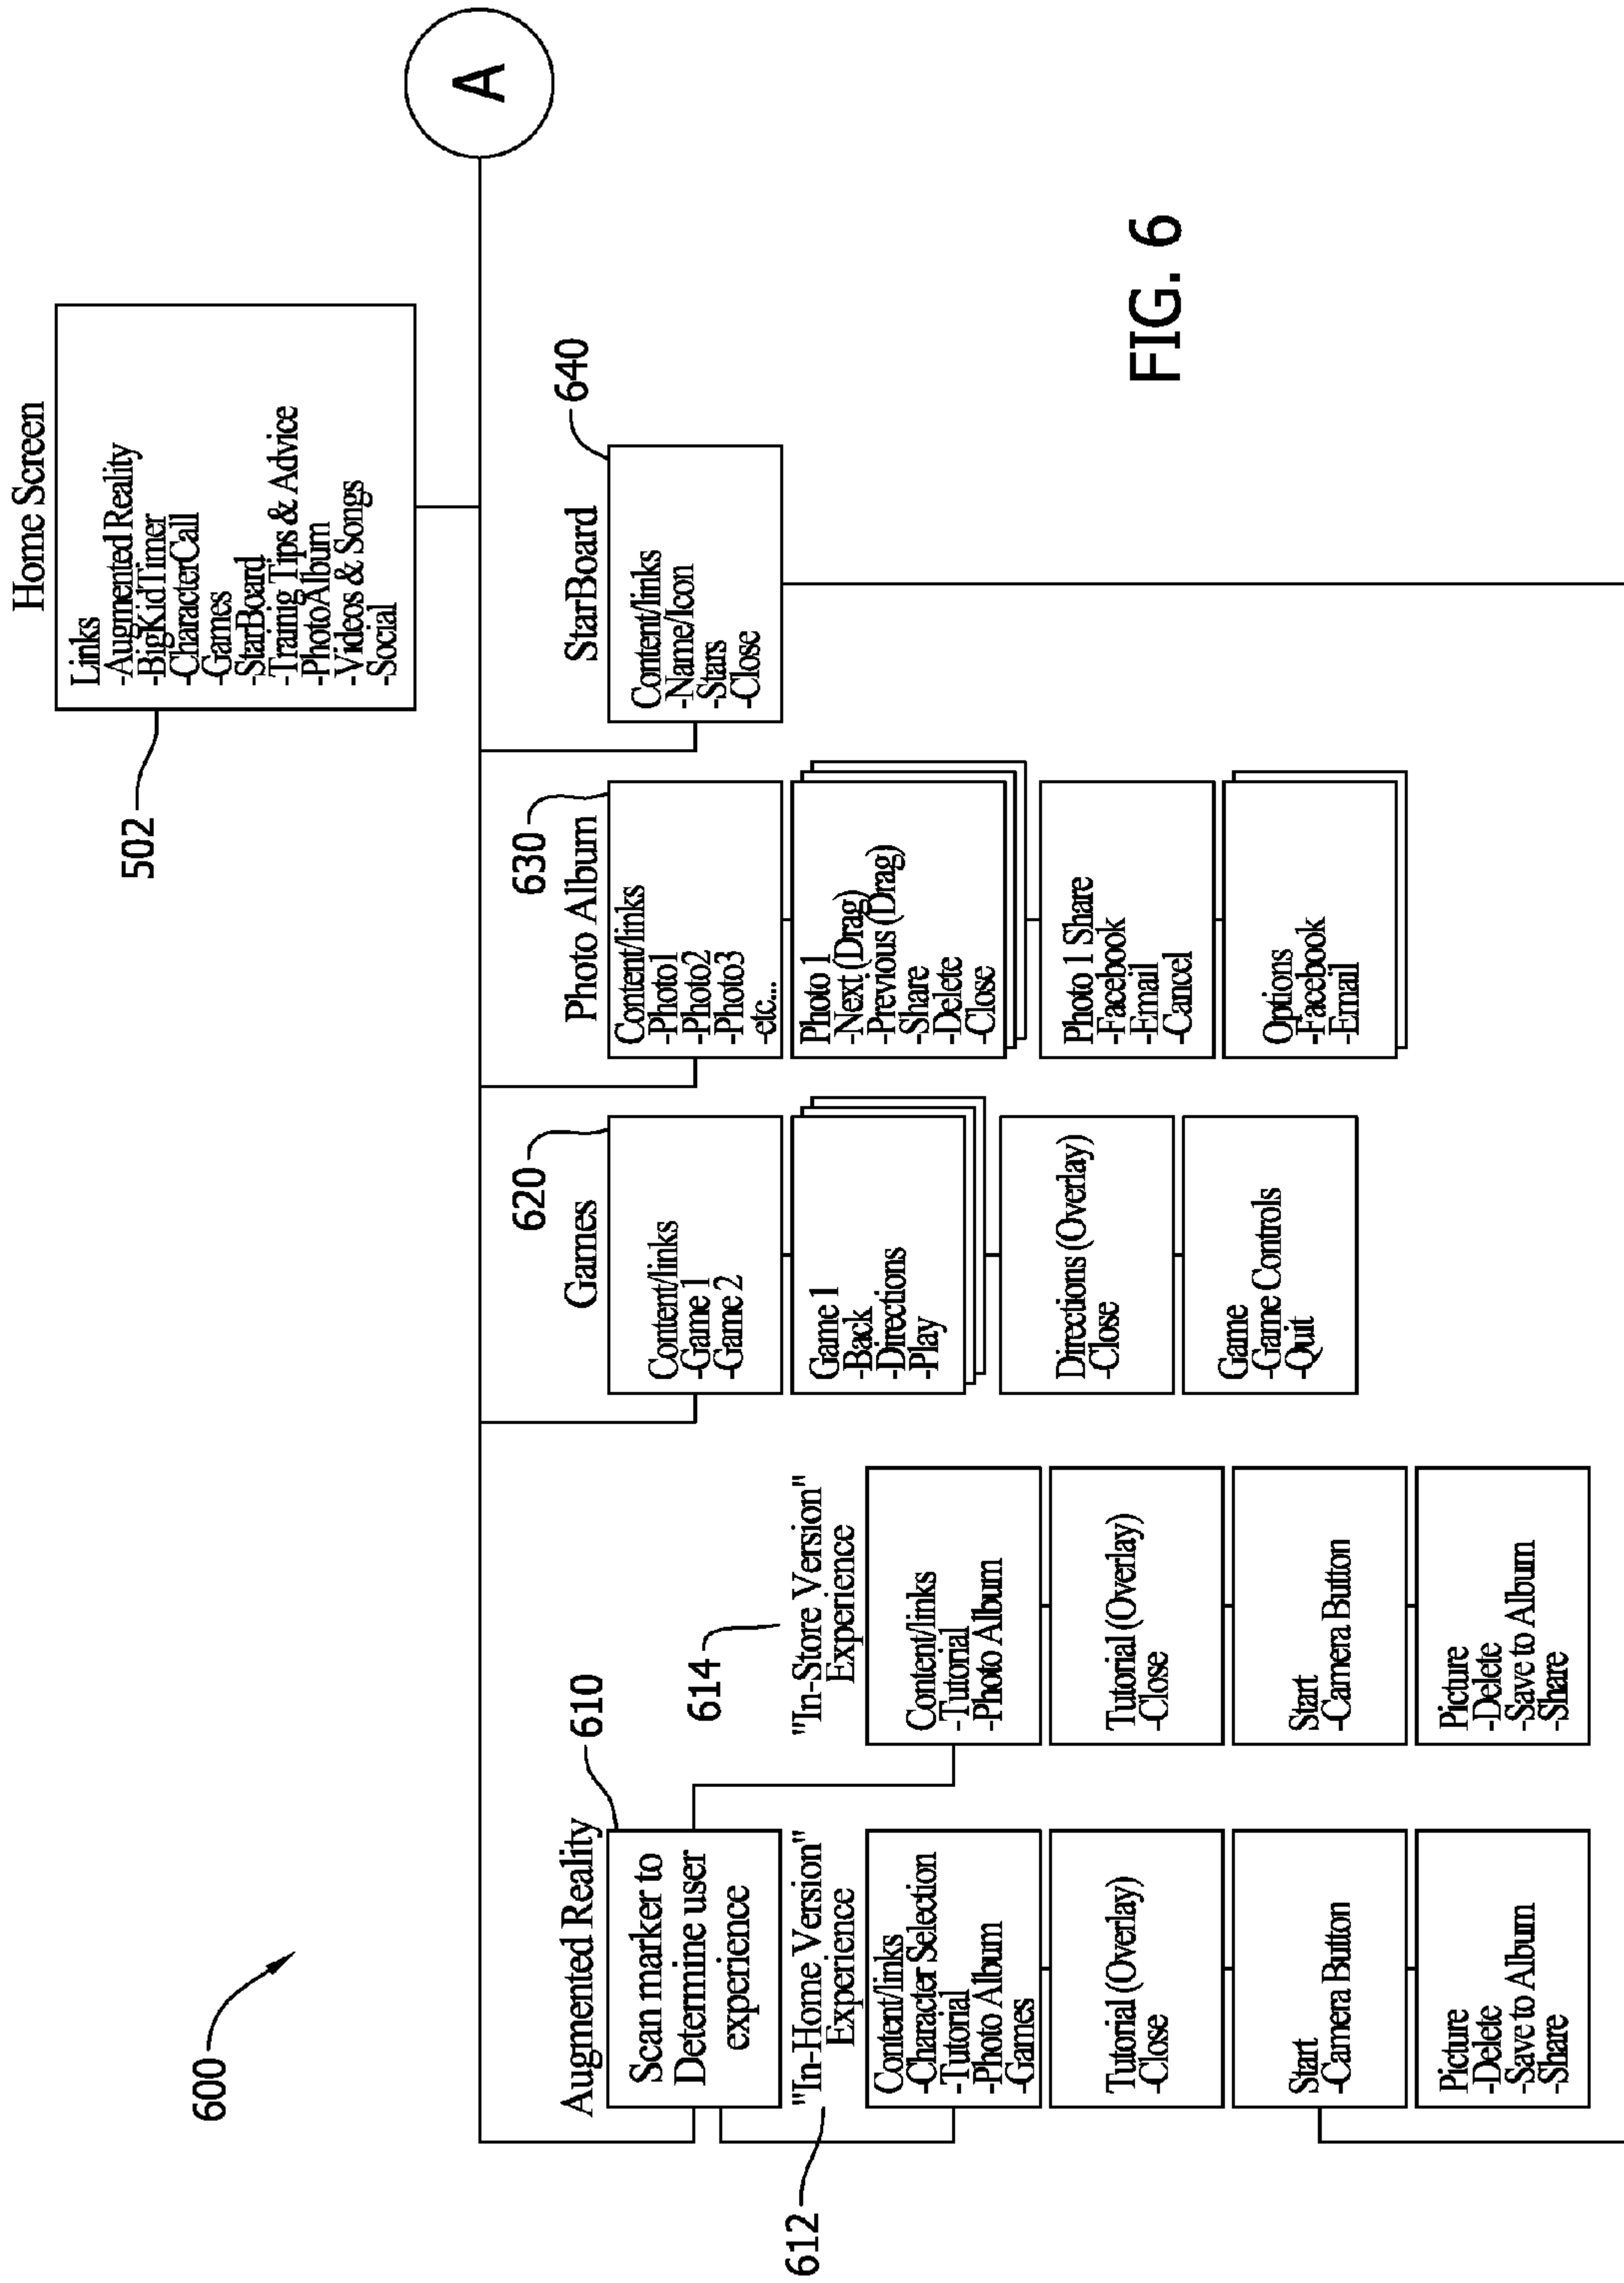 600
Home Screen
502
Links
-Augmented Reality
-BigKidTimer
-CharacterCall
-Games
-StarBoard
-Training Tips & Advice
-PhotoAlbum
-Videos & Songs
-Social
A
Augmented Reality
610
Scan marker to
Determine user
experience
612
"In-Home Version"
Experience
Content/links
-Character Selection
-Tutorial
-Photo Album
-Games
Tutorial (Overlay)
-Close
Start
-Camera Button
Picture
-Delete
-Save to Album
-Share
614
"In-Store Version"
Experience
Content/links
-Tutorial
-Photo Album
Tutorial (Overlay)
-Close
Start
-Camera Button
Picture
-Delete
-Save to Album
-Share
Games
620
Content/links
-Game 1
-Game 2
Game 1
-Back
-Directions
-Play
Directions (Overlay)
-Close
Game
-Game Controls
-Quit
Photo Album
630
Content/links
-Photo1
-Photo2
-Photo3
-etc...
Photo 1
-Next (Drag)
-Previous (Drag)
-Share
-Delete
-Close
Photo 1 Share
-Facebook
-Email
-Cancel
Options
-Facebook
-Email
StarBoard
640
Content/links
-Name/Icon
-Stars
-Close
FIG. 6